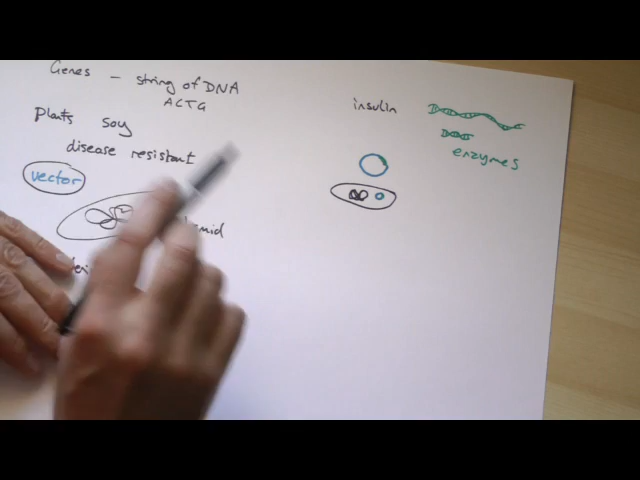 Genes – string of DNA
ACTG
Plants soy
disease resistant
vector
insulin
enzymes